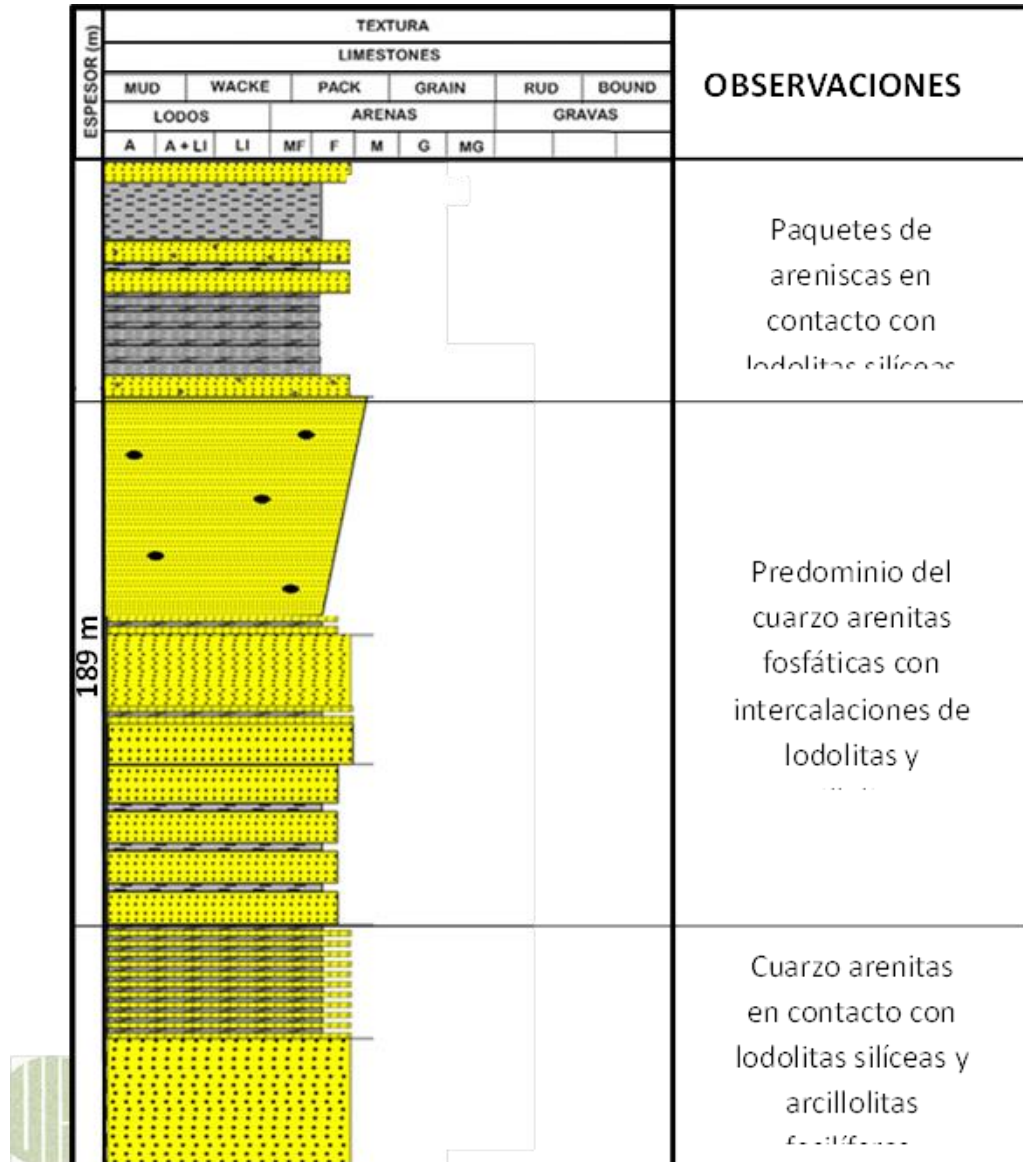 ESPESOR (m)
TEXTURA
LIMESTONES
MUD WACKE PACK GRAIN RUD BOUND
LODOS ARENAS GRAVAS
A A + LI LI MF F M G MG
OBSERVACIONES
189 m
Paquetes de
areniscas en
contacto con
lodolitas silíceas
Predominio del
cuarzo arenitas
fosfáticas con
intercalaciones de
lodolitas y
Cuarzo arenitas
en contacto con
lodolitas silíceas y
arcillolitas